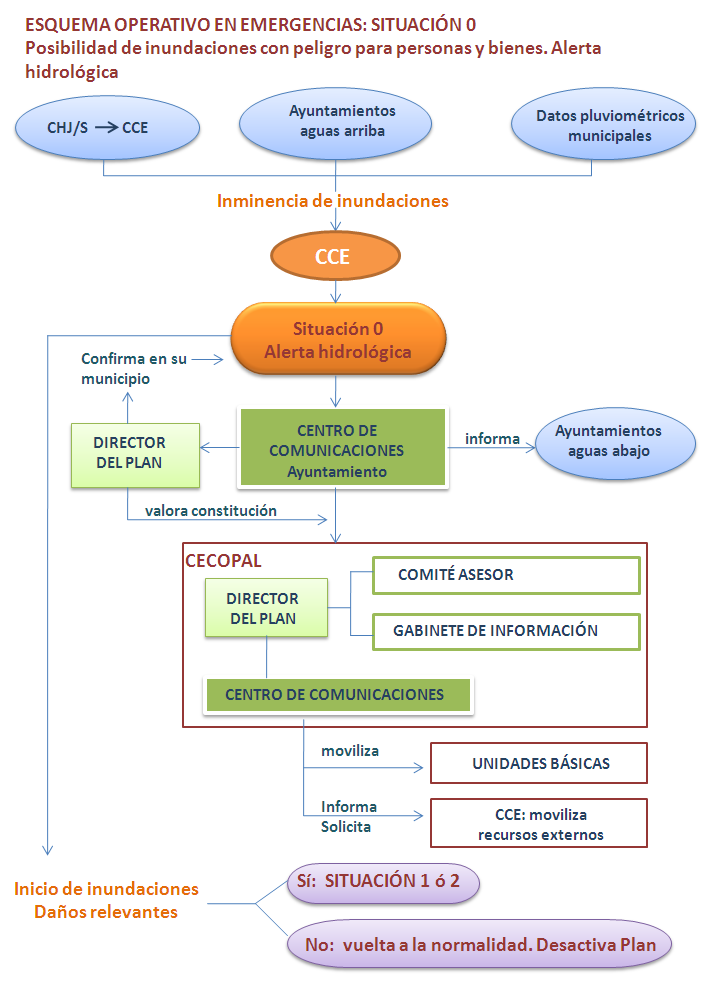 ESQUEMA OPERATIVO EN EMERGENCIAS: SITUACIÓN 0
Posibilidad de inundaciones con peligro para personas y bienes. Alerta
hidrológica
CHJ/S → CCE
Ayuntamientos
aguas arriba
Datos pluviométricos
municipales
Inminencia de inundaciones
CCE
Situación 0
Alerta hidrológica
Confirma en su
municipio
DIRECTOR
DEL PLAN
CENTRO DE
COMUNICACIONES
Ayuntamiento
informa
Ayuntamientos
aguas abajo
valora constitución
CECOPAL
DIRECTOR
DEL PLAN
COMITÉ ASESOR
GABINETE DE INFORMACIÓN
CENTRO DE COMUNICACIONES
moviliza
UNIDADES BÁSICAS
Informa
Solicita
CCE: moviliza
recursos externos
Inicio de inundaciones
Daños relevantes
Sí: SITUACIÓN 1 ó 2
No: vuelta a la normalidad. Desactiva Plan